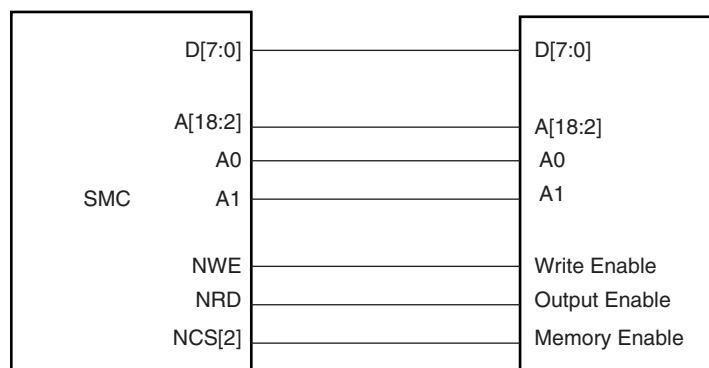 D[7:0] D[7:0]
A[18:2] A[18:2]
A0 A0
SMC A1 A1
NWE Write Enable
NRD Output Enable
NCS[2] Memory Enable